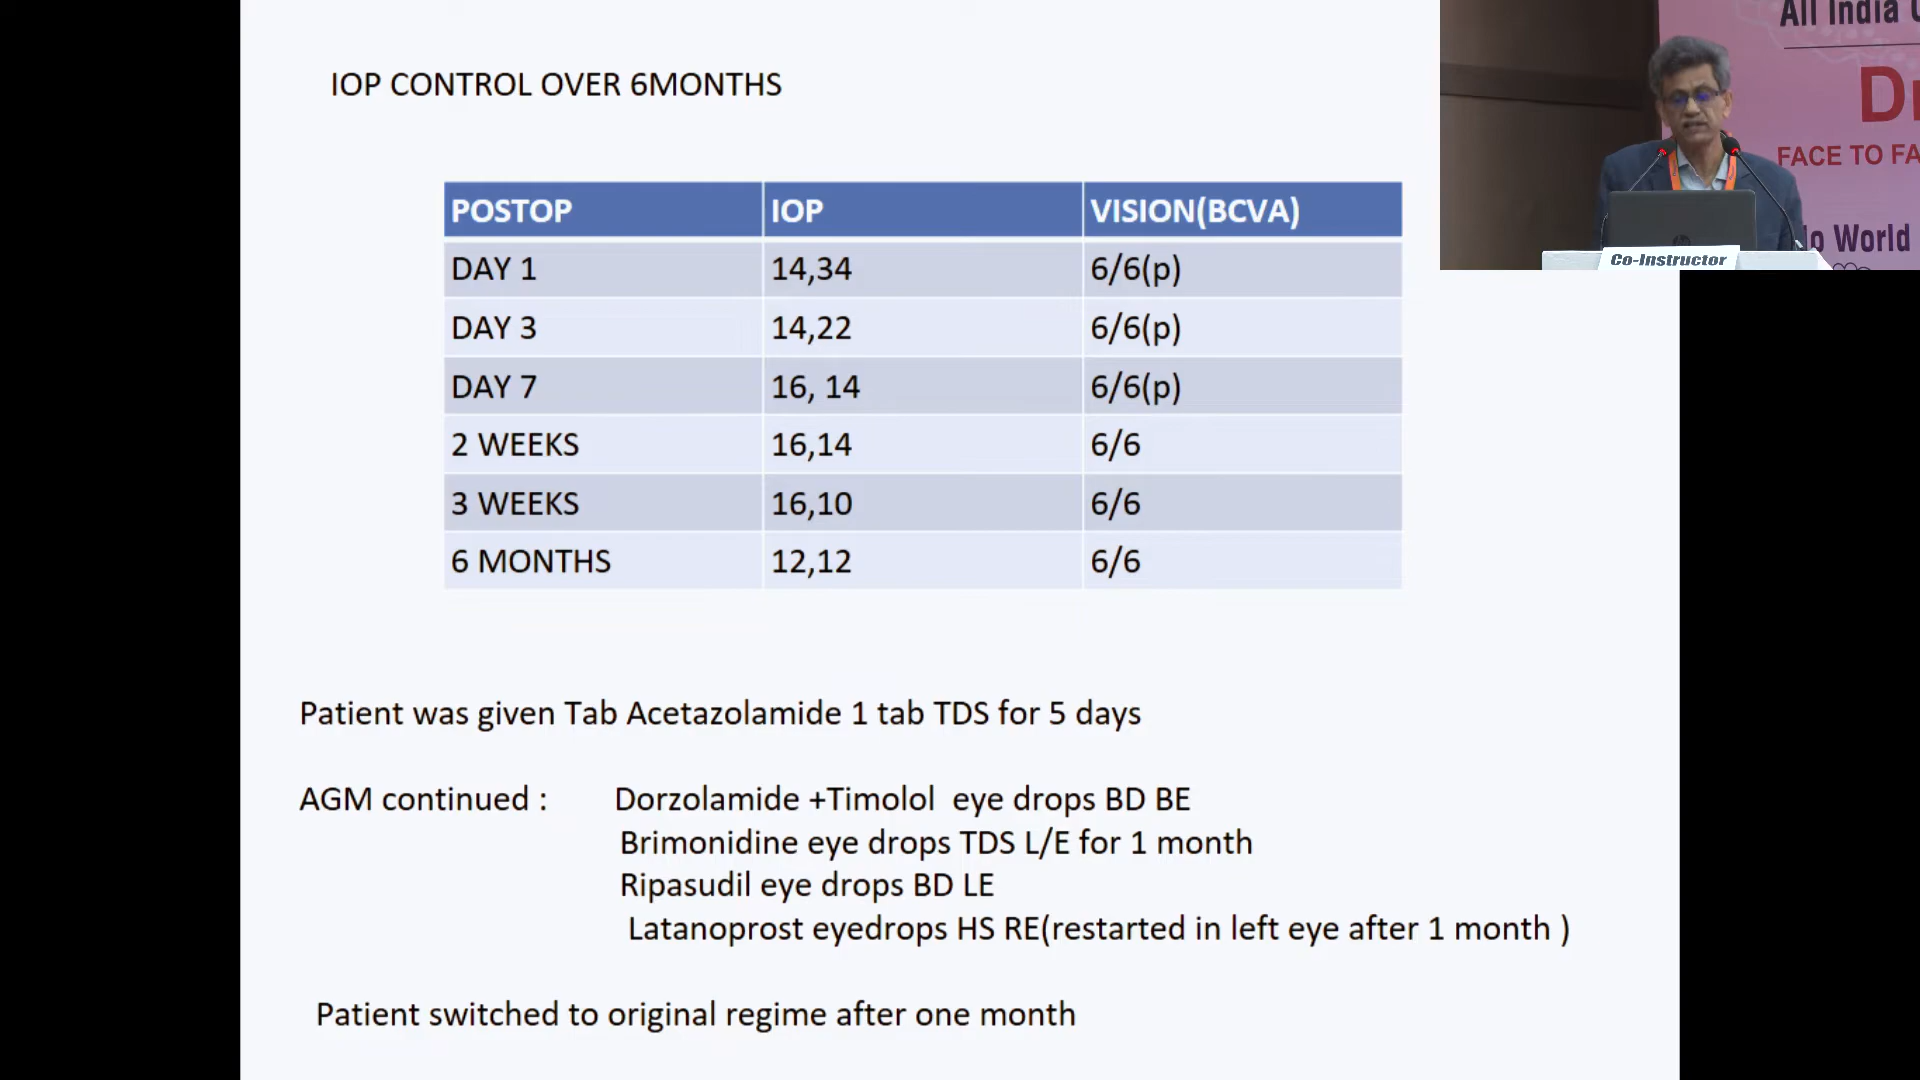 IOP CONTROL OVER 6MONTHS
POSTOP IOP VISION(BCVA)
DAY 1 14,34 6/6(p)
DAY 3 14,22 6/6(p)
DAY 7 16, 14 6/6(p)
2 WEEKS 16,14 6/6
3 WEEKS 16,10 6/6
6 MONTHS 12,12 6/6
Patient was given Tab Acetazolamide 1 tab TDS for 5 days
AGM continued : Dorzolamide +Timolol eye drops BD BE
Brimonidine eye drops TDS L/E for 1 month
Ripasudil eye drops BD LE
Latanoprost eyedrops HS RE(restarted in left eye after 1 month )
Patient switched to original regime after one month
All India
FACE TO FA
World
Co-Instructor